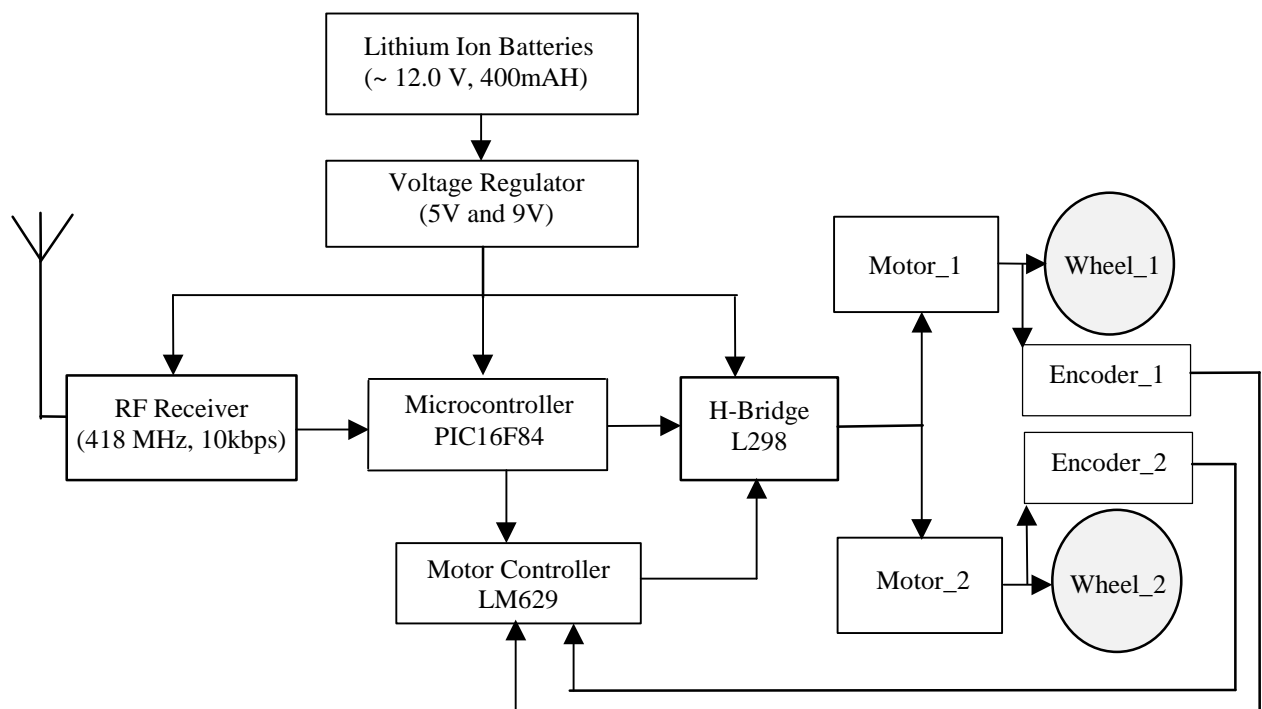 Lithium Ion Batteries
(~ 12.0 V, 400mAH)
Voltage Regulator
(5V and 9V)
Motor_1
Wheel_1
Encoder_1
RF Receiver
(418 MHz, 10kbps)
Microcontroller
PIC16F84
H-Bridge
L298
Encoder_2
Motor Controller
LM629
Motor_2
Wheel_2